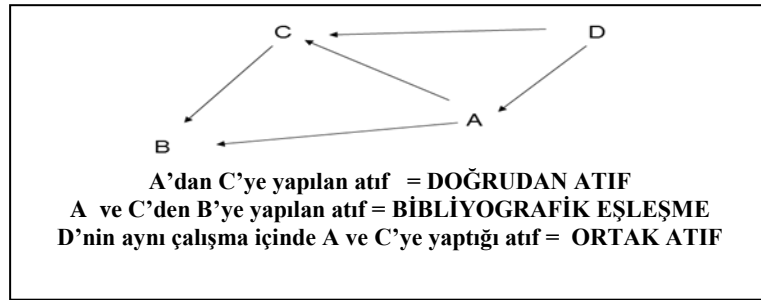 C D
A
B
A’dan C’ye yapılan atıf = DOĞRUDAN ATIF
A ve C’den B’ye yapılan atıf = BİBLİYOGRAFİK EŞLEŞME
D’nin aynı çalışma içinde A ve C’ye yaptığı atıf = ORTAK ATIF